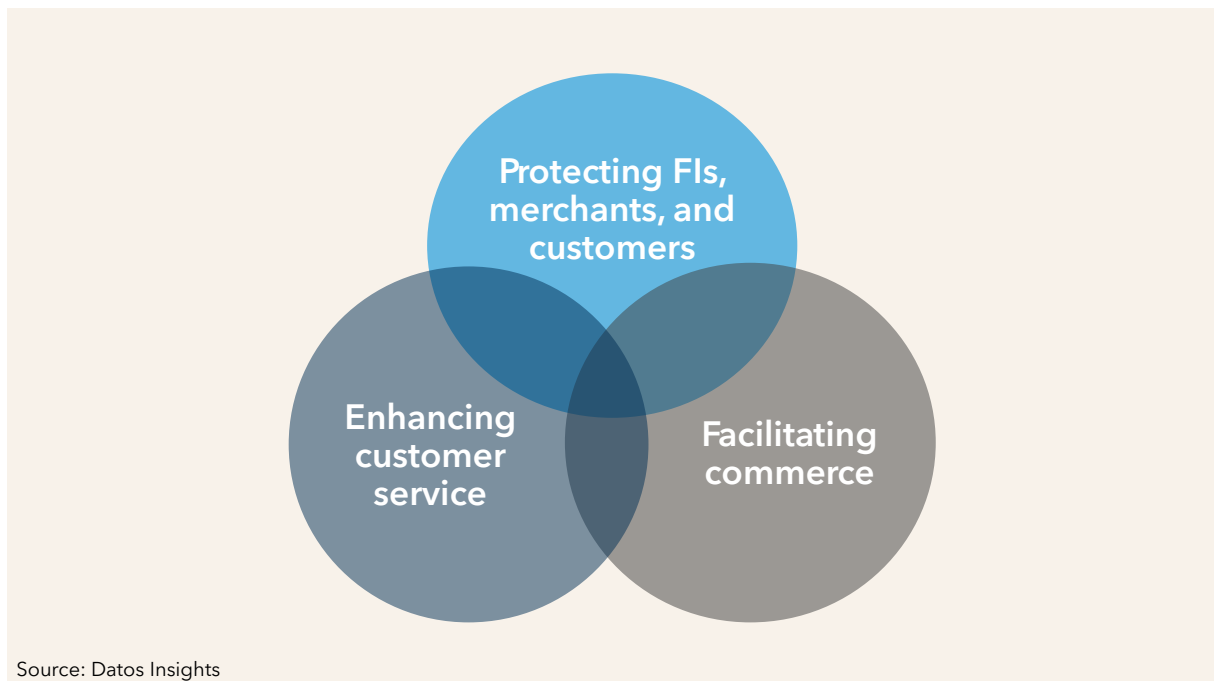 Protecting FIs,
merchants, and
customers
Enhancing
customer
service
Facilitating
commerce
Source: Datos Insights